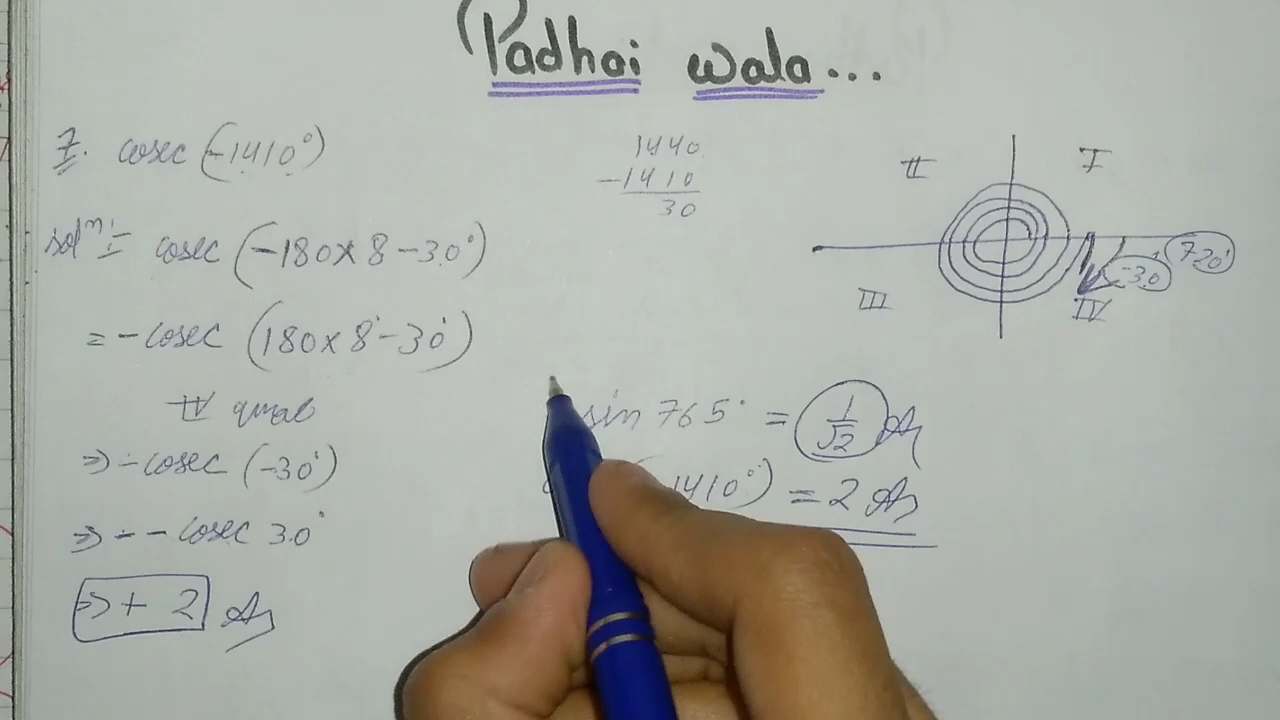 Padhai wala...
7. cosec (-1410°)
solⁿ:= cosec (-180×8-30°)
= -cosec (180×8-30°)
IV quad
⇒ -cosec (-30°)
⇒ - - cosec 30°
⇒ + 2 Ans
1440
-1410
30
II
I
III
IV
-30
720°
sin 765° = 1/√2 Ans
1410°) = 2 Ans